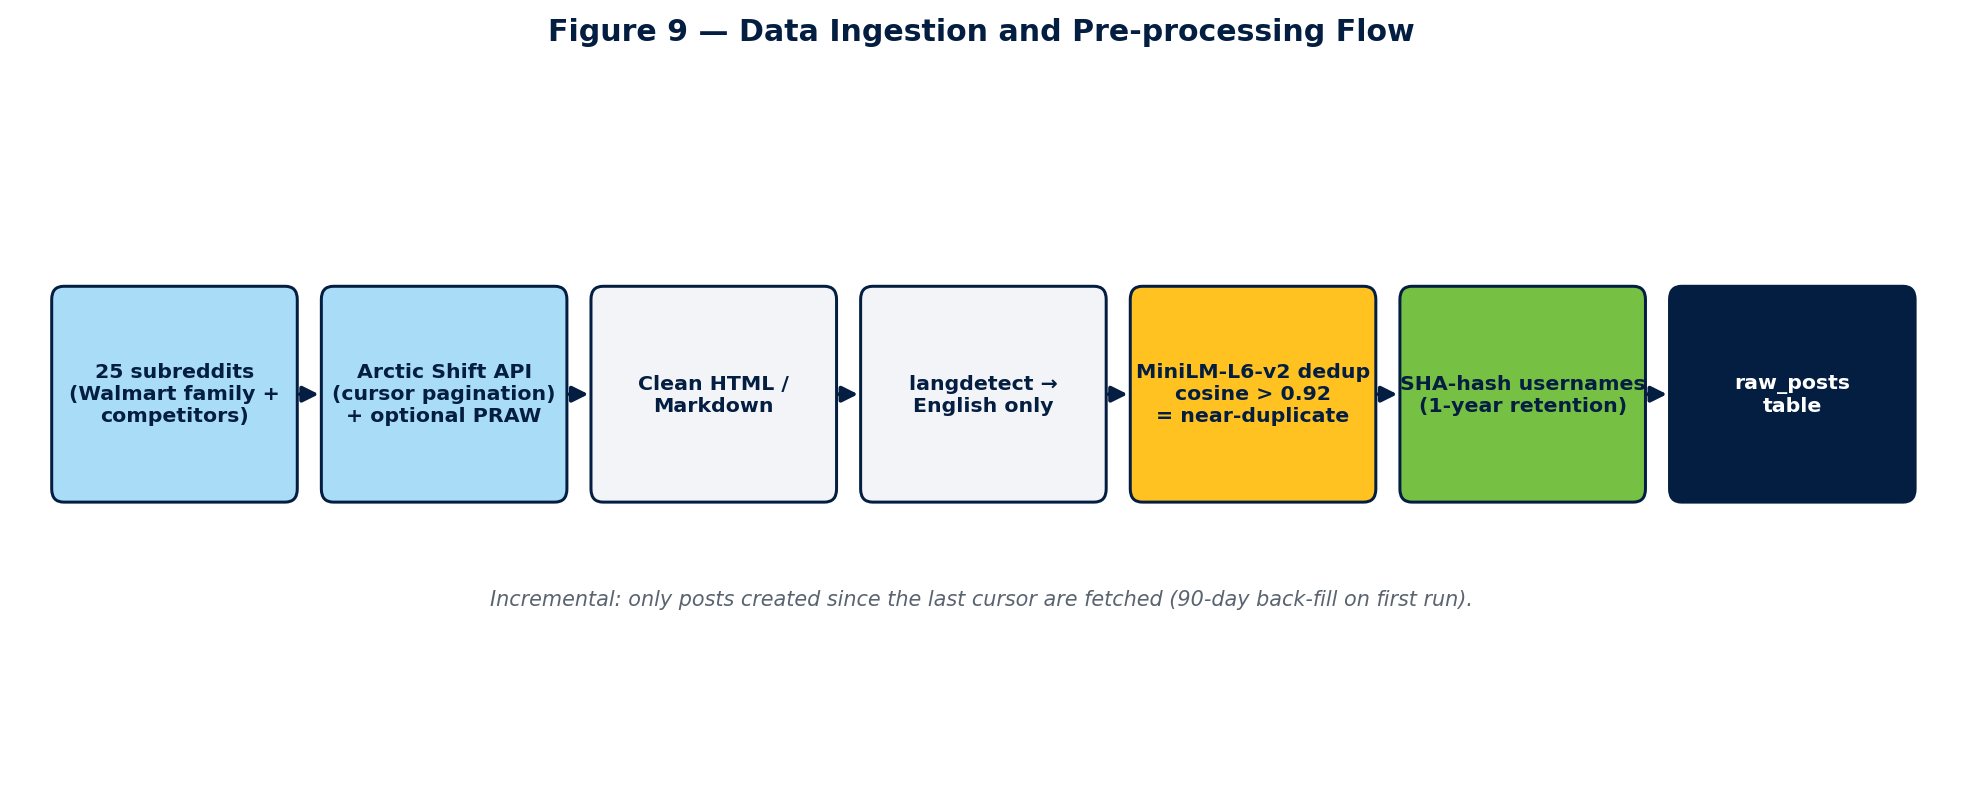 Figure 9 — Data Ingestion and Pre-processing Flow
25 subreddits
(Walmart family +
competitors)
Arctic Shift API
(cursor pagination)
+ optional PRAW
Clean HTML /
Markdown
langdetect →
English only
MiniLM-L6-v2 dedup
cosine > 0.92
= near-duplicate
SHA-hash usernames
(1-year retention)
raw_posts
table
Incremental: only posts created since the last cursor are fetched (90-day back-fill on first run).